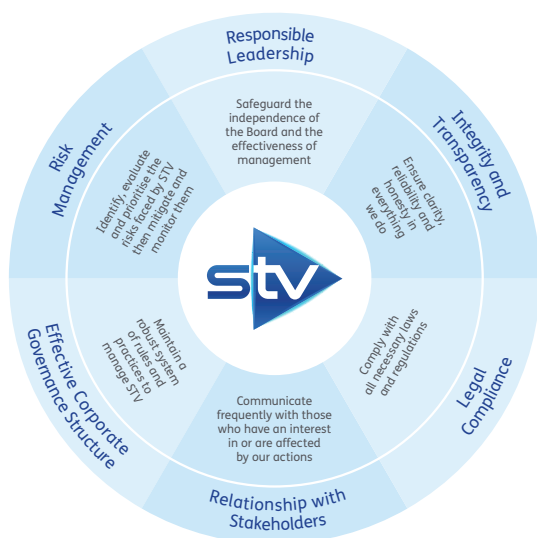 Responsible
Leadership
Safeguard the
independence of
the Board and the
effectiveness of
management
Integrity and
Transparency
Ensure clarity,
reliability and
honesty in
everything
we do
Legal
Compliance
Comply with
all necessary laws
and regulations
Relationship with
Stakeholders
Communicate
frequently with those
who have an interest
in or are affected
by our actions
Effective Corporate
Governance Structure
Maintain a
robust system
of rules and
practices to
manage STV
Risk
Management
Identify, evaluate
and prioritise the
risks faced by STV
then mitigate and
monitor them
stv